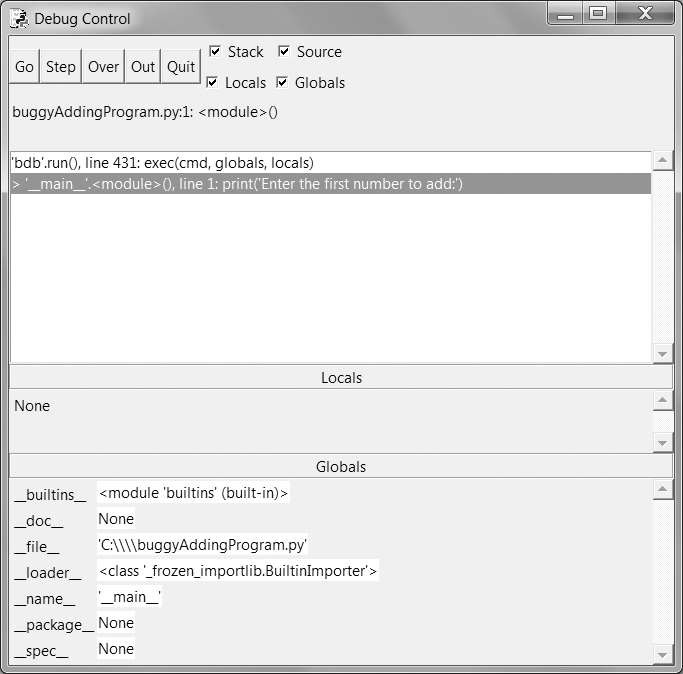 Debug Control
Go Step Over Out Quit
Stack Source
Locals Globals
buggyAddingProgram.py:1: <module>()
'bdb'.run(), line 431: exec(cmd, globals, locals)
> '__main__'.<module>(), line 1: print('Enter the first number to add:')
Locals
None
Globals
__builtins__ <module 'builtins' (built-in)>
__doc__ None
__file__ 'C:\\\\buggyAddingProgram.py'
__loader__ <class '_frozen_importlib.BuiltinImporter'>
__name__ '__main__'
__package__ None
__spec__ None